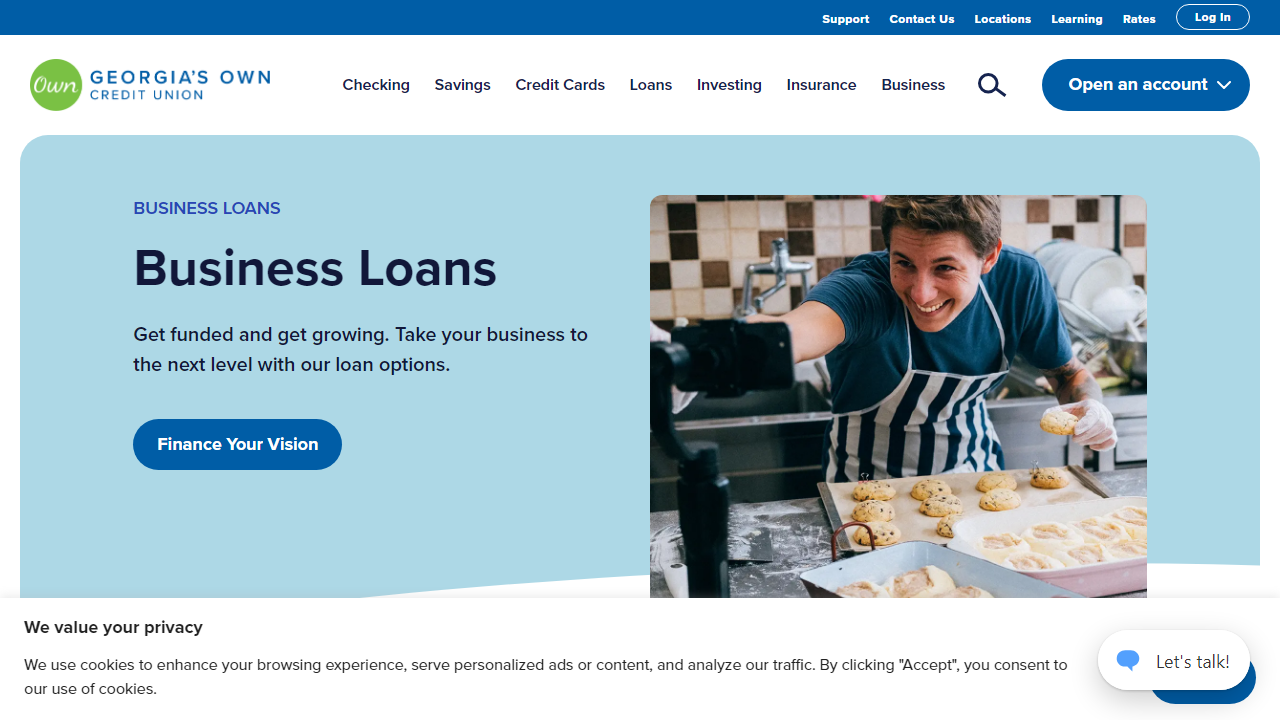 Support Contact Us Locations Learning Rates Log In
Own GEORGIA'S OWN
CREDIT UNION
Checking Savings Credit Cards Loans Investing Insurance Business Open an account
BUSINESS LOANS
Business Loans
Get funded and get growing. Take your business to
the next level with our loan options.
Finance Your Vision
We value your privacy
We use cookies to enhance your browsing experience, serve personalized ads or content, and analyze our traffic. By clicking "Accept", you consent to
our use of cookies.
Let's talk!